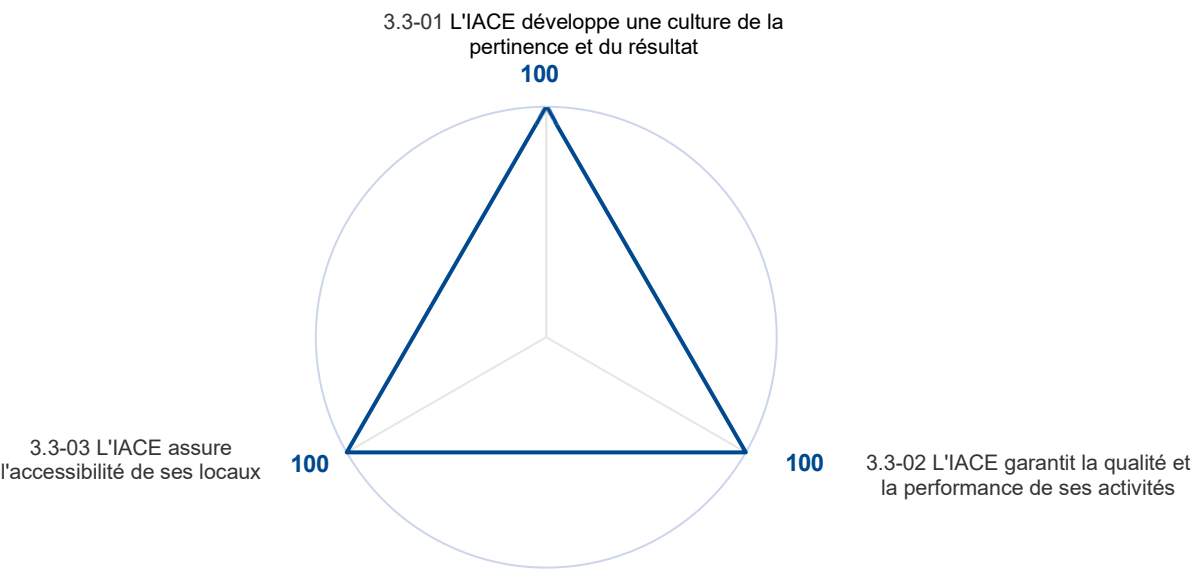 3.3-01 L'IACE développe une culture de la
pertinence et du résultat
100
3.3-03 L'IACE assure
l'accessibilité de ses locaux
100
100
3.3-02 L'IACE garantit la qualité et
la performance de ses activités